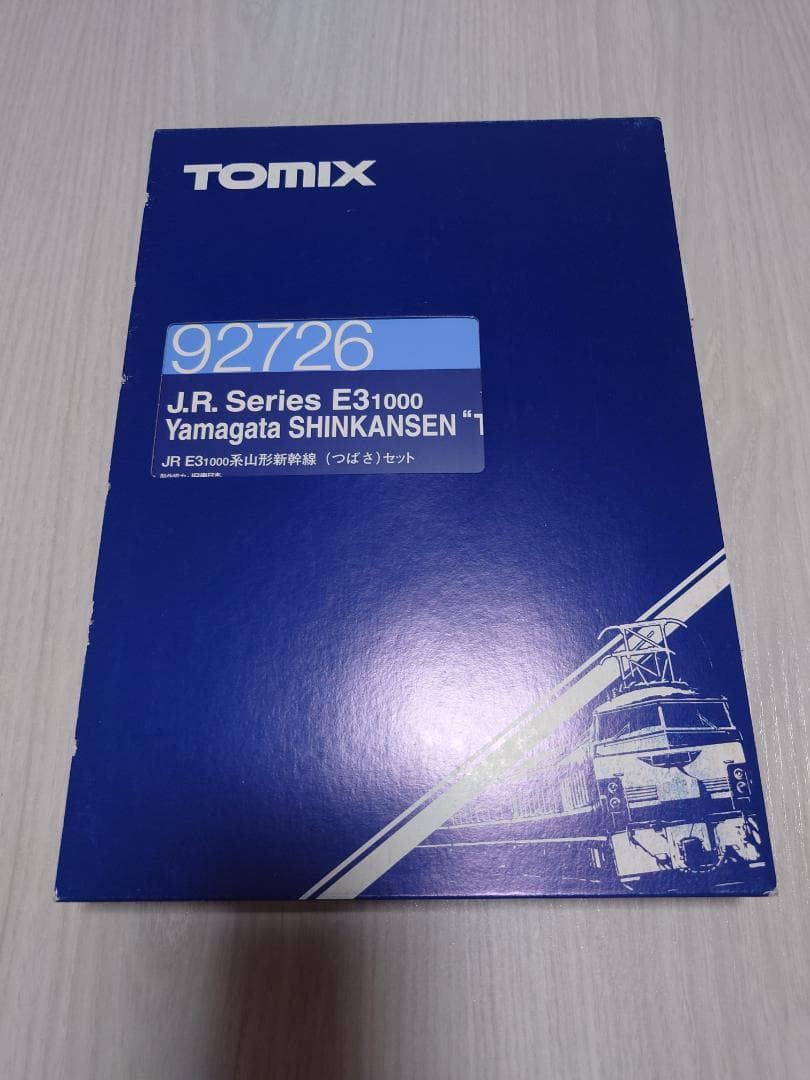 TOMIX
92726
J.R. Series E31000
Yamagata SHINKANSEN “T
JR E31000系山形新幹線（つばさ）セット